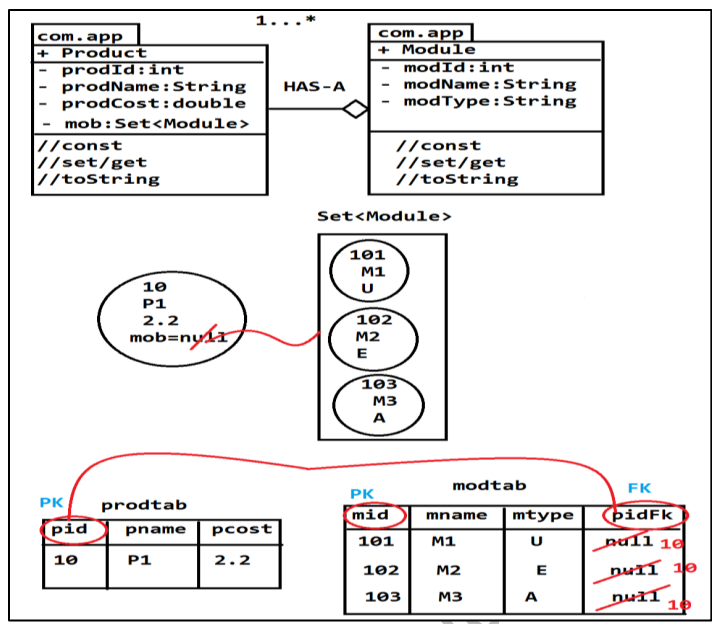 1...*
com.app
+ Product
- prodId:int
- prodName:String
- prodCost:double
- mob:Set<Module>
//const
//set/get
//toString
HAS-A
com.app
+ Module
- modId:int
- modName:String
- modType:String
//const
//set/get
//toString
Set<Module>
10
P1
2.2
mob=null
101
M1
U
102
M2
E
103
M3
A
PK
prodtab
pid pname pcost
10 P1 2.2
PK modtab FK
mid mname mtype pidFk
101 M1 U null 10
102 M2 E null 10
103 M3 A null 10